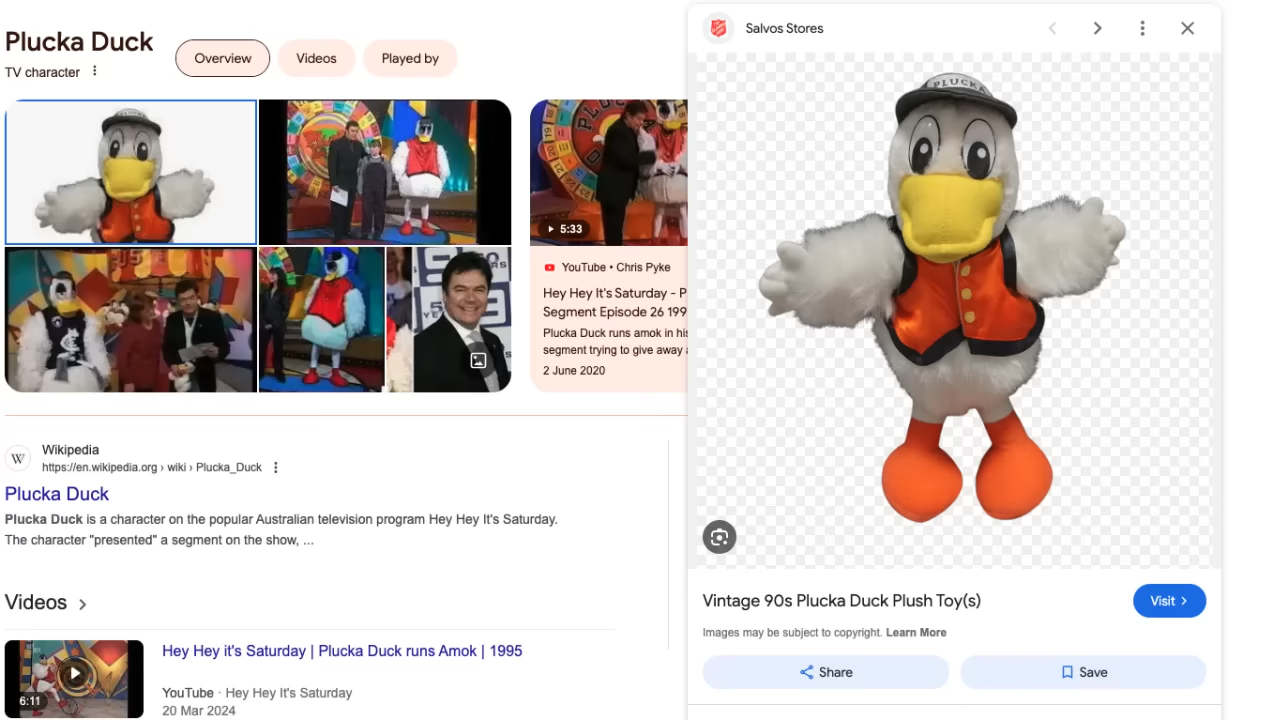 Plucka Duck
TV character
Overview
Videos
Played by
5:33
YouTube • Chris Pyke
Hey Hey It's Saturday - P
Segment Episode 26 199
Plucka Duck runs amok in his
segment trying to give away
2 June 2020
W
Wikipedia
https://en.wikipedia.org › wiki › Plucka_Duck
Plucka Duck
Plucka Duck is a character on the popular Australian television program Hey Hey It's Saturday.
The character "presented" a segment on the show, ...
Videos
6:11
Hey Hey it's Saturday | Plucka Duck runs Amok | 1995
YouTube · Hey Hey It's Saturday
20 Mar 2024
Salvos Stores
PLUCKA
Vintage 90s Plucka Duck Plush Toy(s)
Visit
Images may be subject to copyright. Learn More
Share
Save